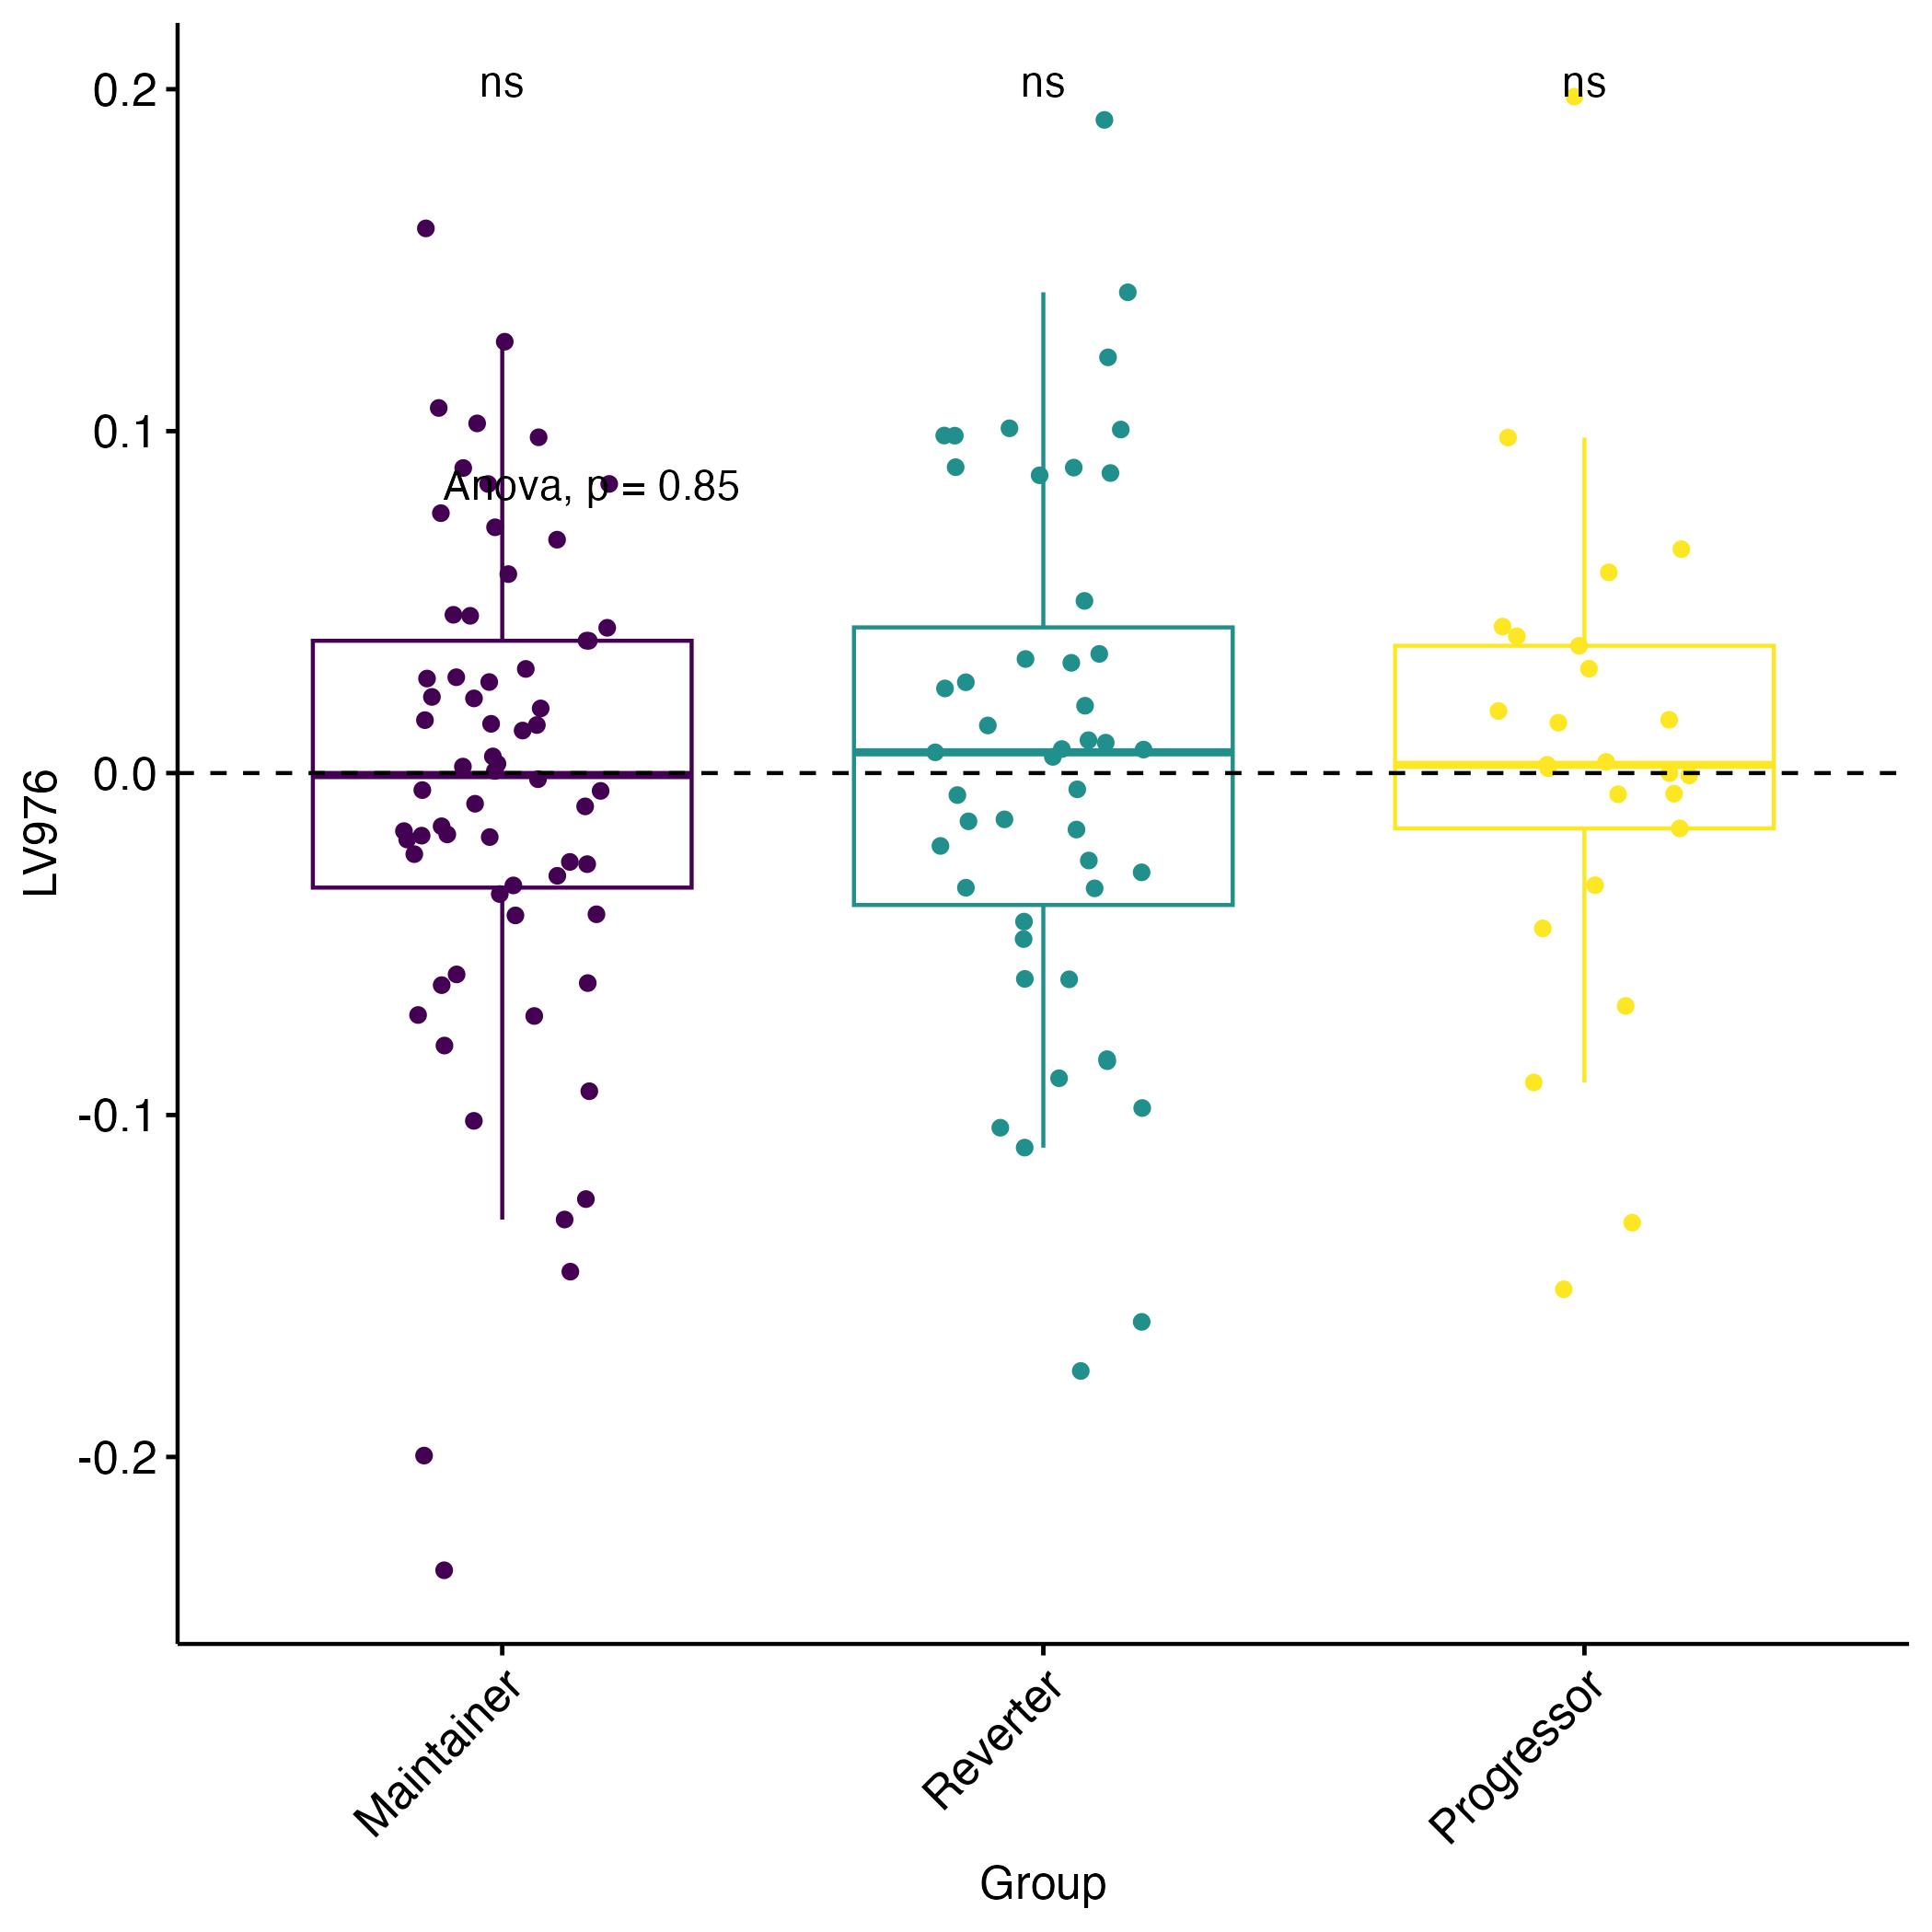 ns ns ns
0.2
0.1
Anova, p = 0.85
0.0
-0.1
-0.2
LV976
Maintainer Reverter Progressor
Group